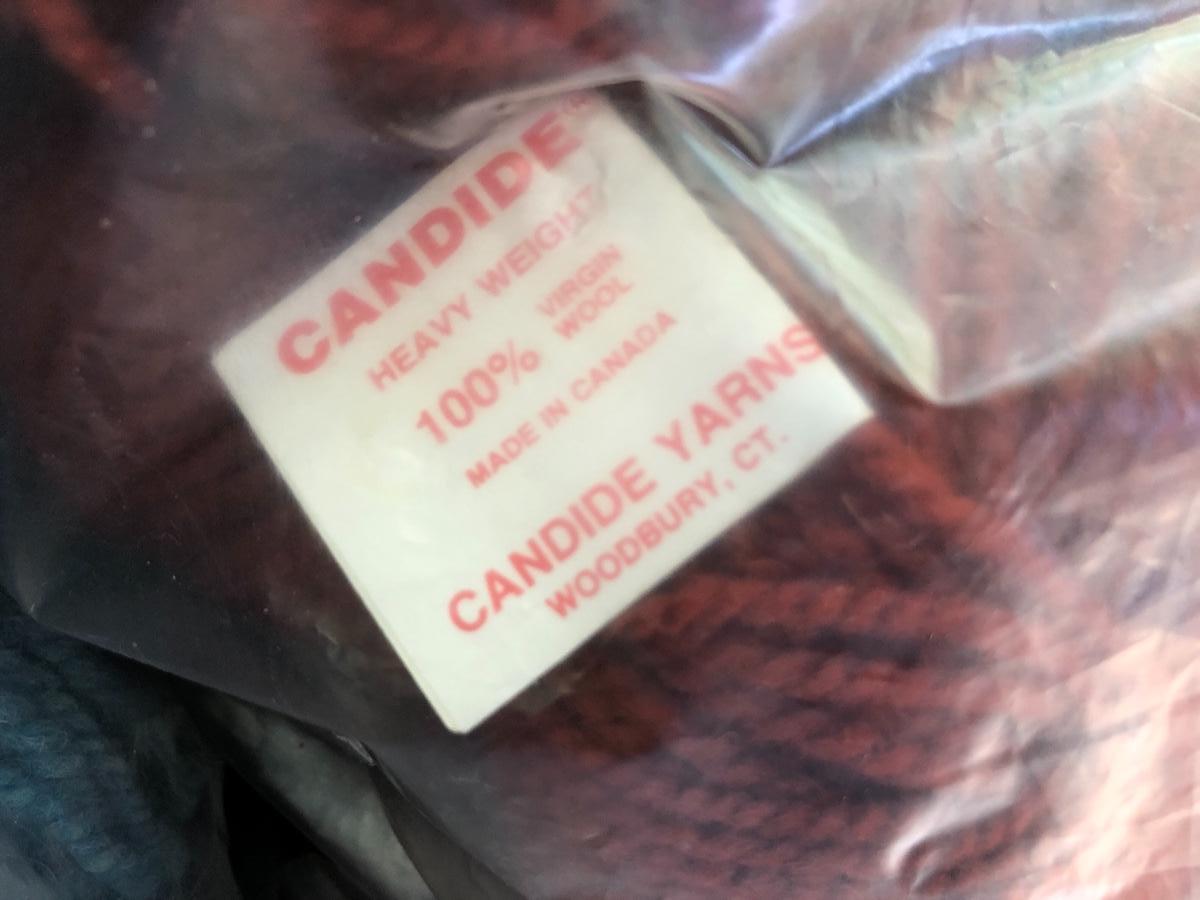 CANDIDE®
HEAVY WEIGHT
100% VIRGIN WOOL
MADE IN CANADA
CANDIDE YARNS
WOODBURY, CT.